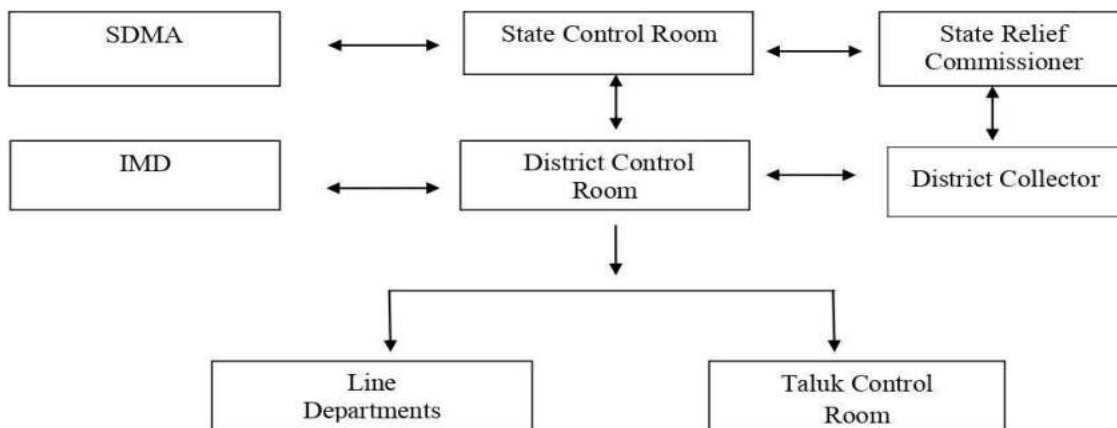 SDMA
State Control Room
State Relief
Commissioner
IMD
District Control
Room
District Collector
Line
Departments
Taluk Control
Room